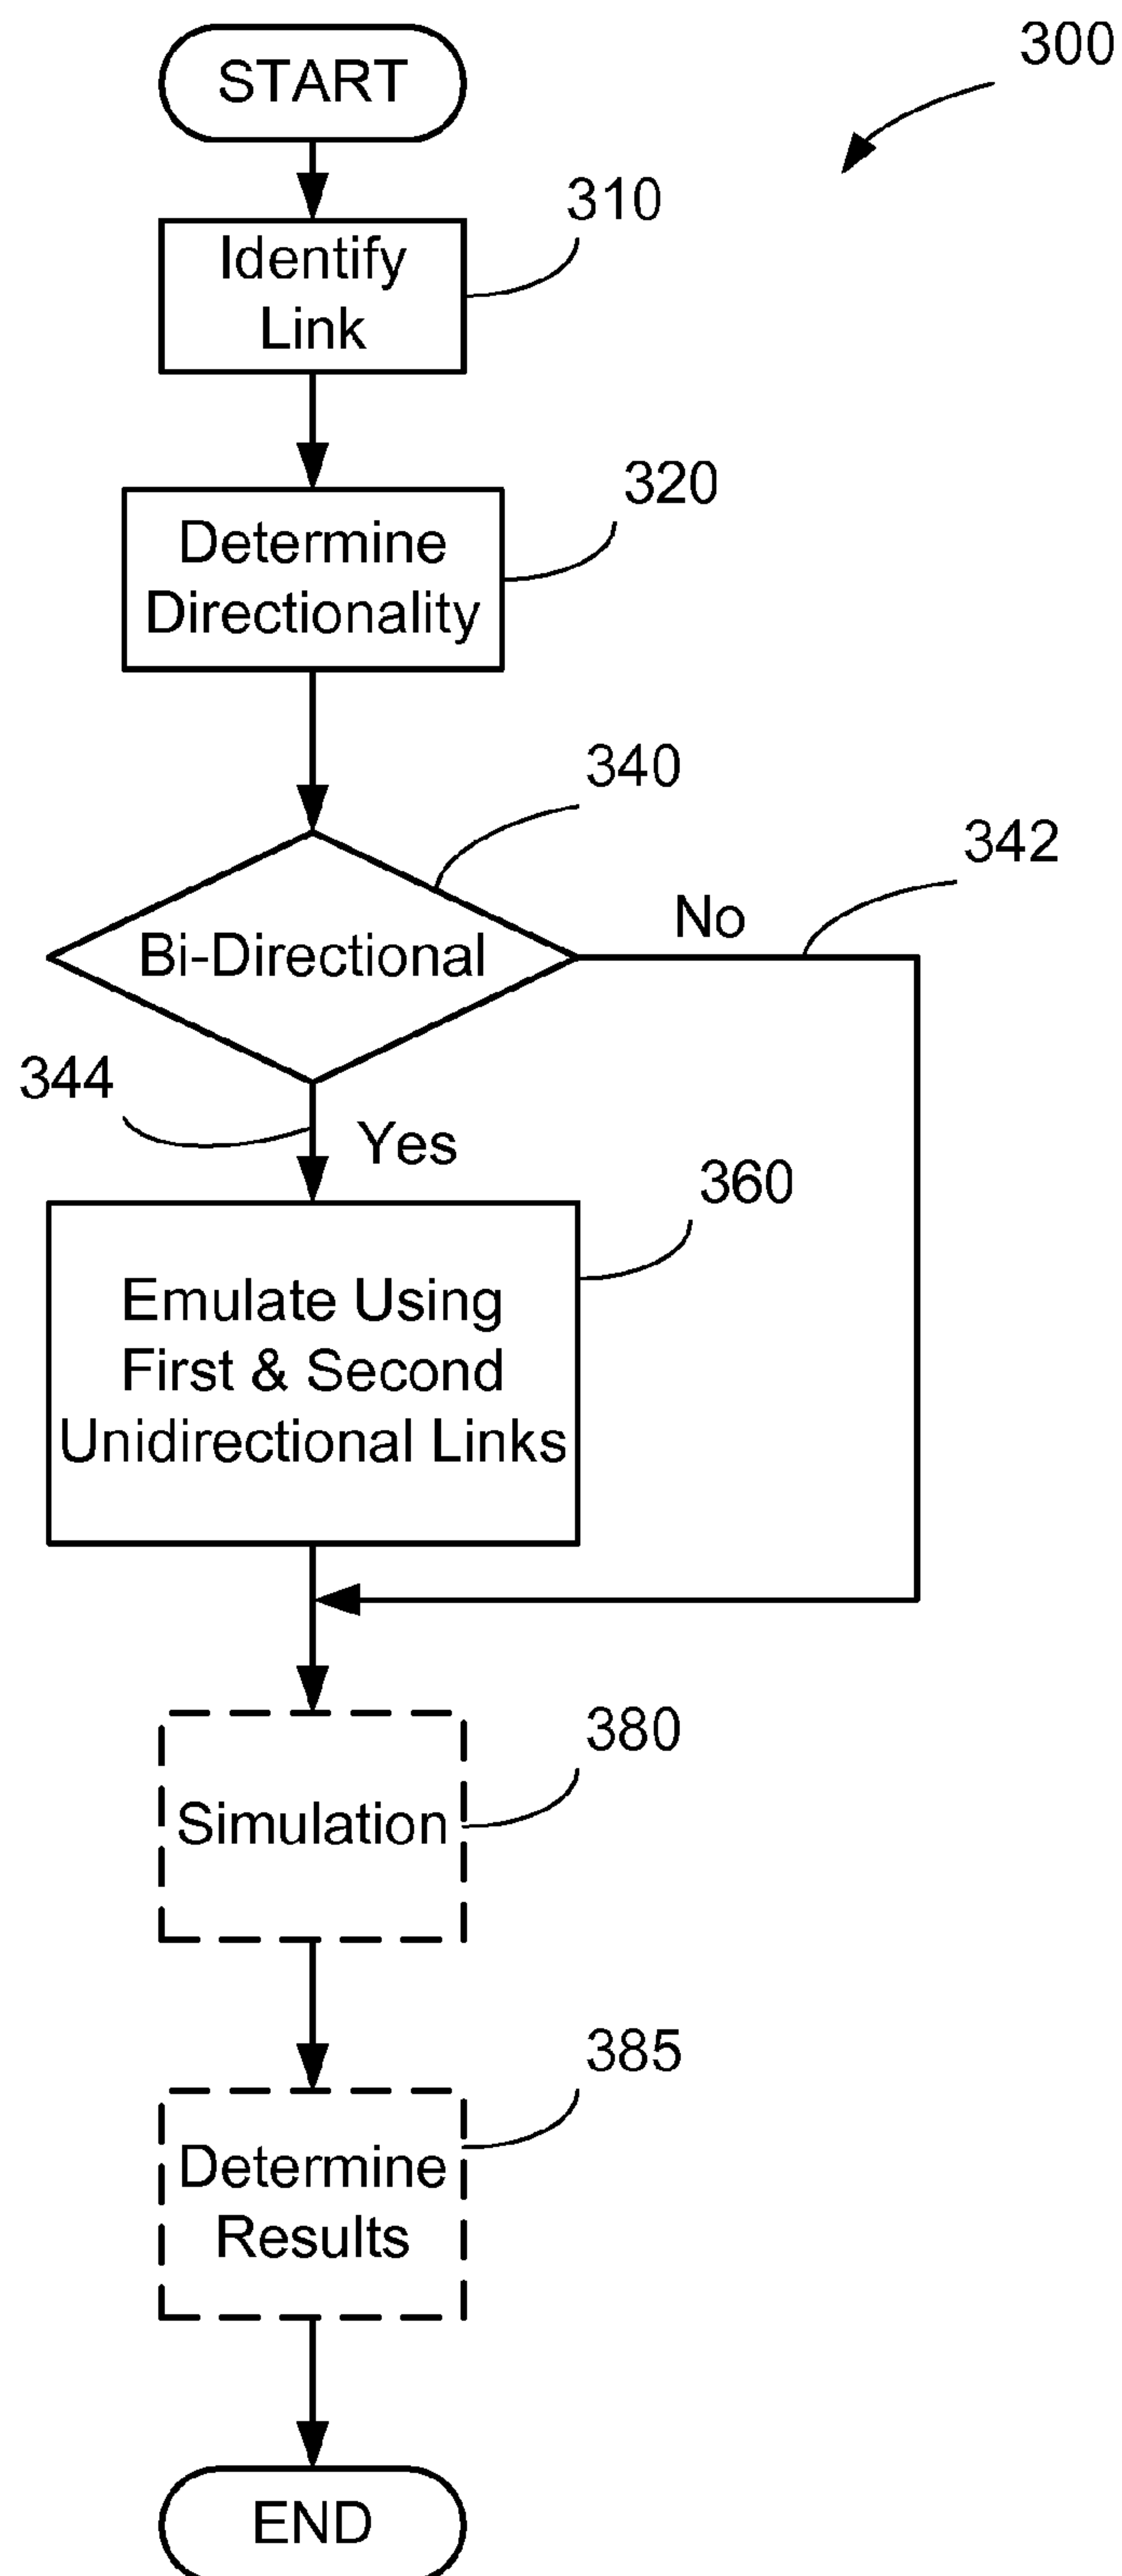 START
300
310
Identify
Link
320
Determine
Directionality
340
342
No
Bi-Directional
344
Yes
360
Emulate Using
First & Second
Unidirectional Links
380
Simulation
385
Determine
Results
END